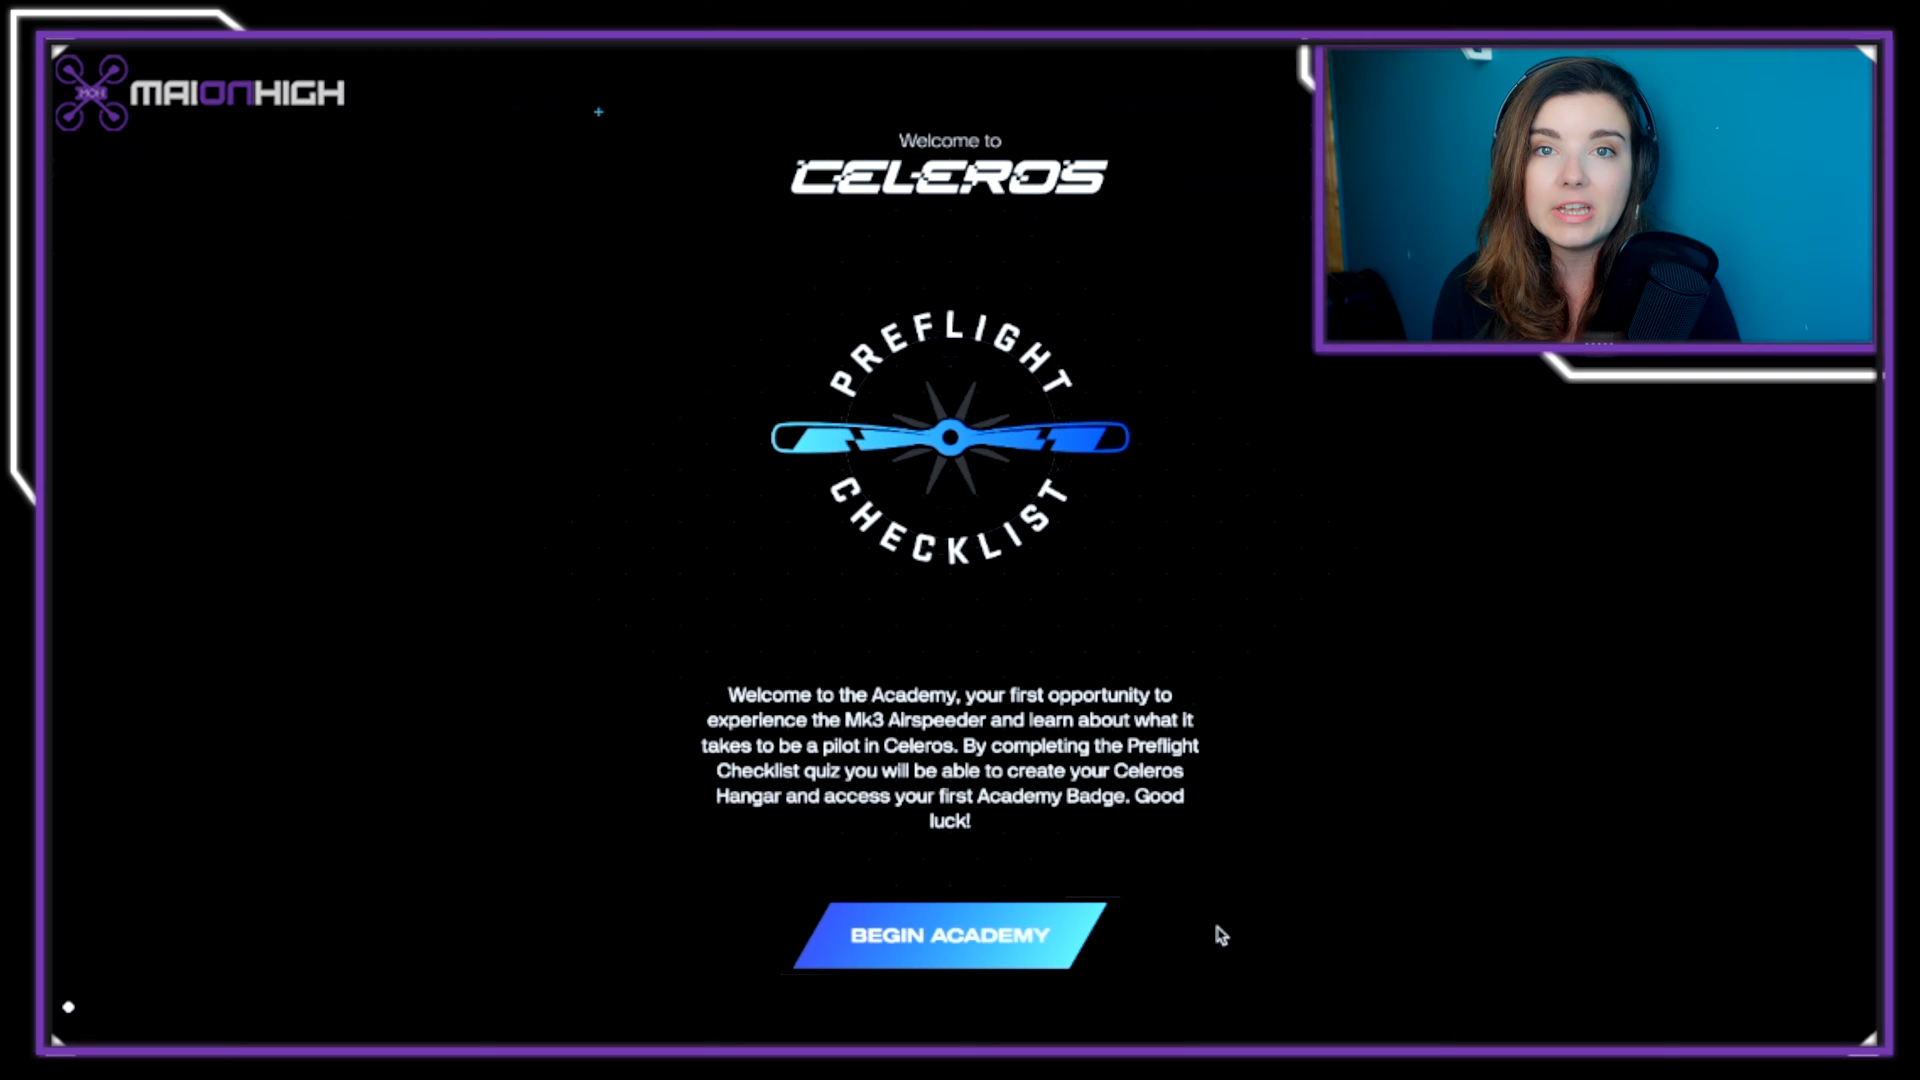 MAIONHIGH
Welcome to
CELEROS
PREFLIGHT
CHECKLIST
Welcome to the Academy, your first opportunity to
experience the Mk3 Airspeeder and learn about what it
takes to be a pilot in Celeros. By completing the Preflight
Checklist quiz you will be able to create your Celeros
Hangar and access your first Academy Badge. Good
luck!
BEGIN ACADEMY